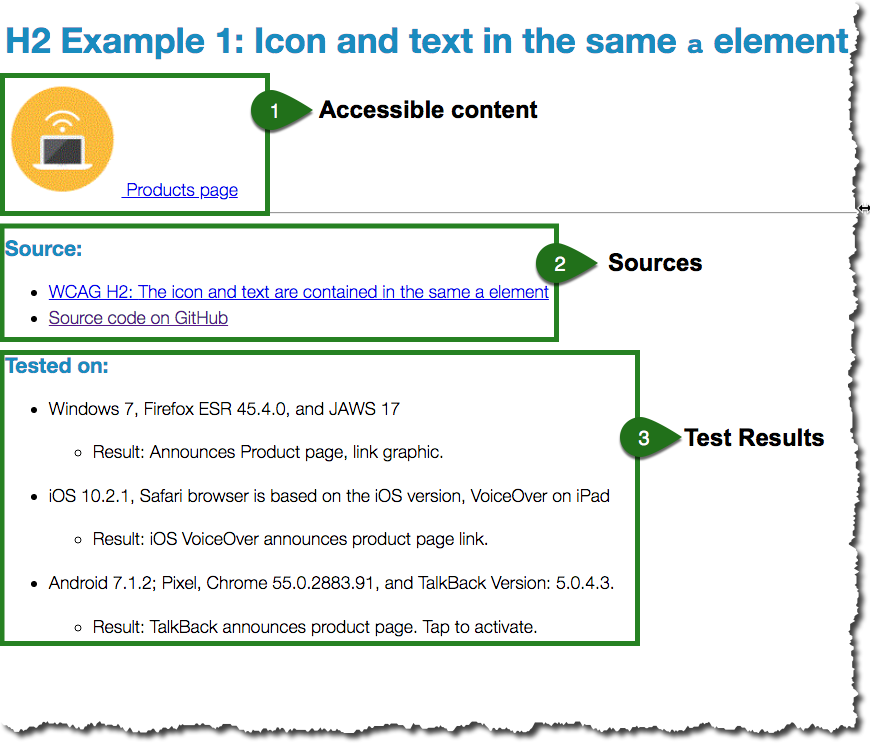 H2 Example 1: Icon and text in the same a element
1 Accessible content
Products page
Source:
2 Sources
• WCAG H2: The icon and text are contained in the same a element
• Source code on GitHub
Tested on:
• Windows 7, Firefox ESR 45.4.0, and JAWS 17
3 Test Results
◦ Result: Announces Product page, link graphic.
• iOS 10.2.1, Safari browser is based on the iOS version, VoiceOver on iPad
◦ Result: iOS VoiceOver announces product page link.
• Android 7.1.2; Pixel, Chrome 55.0.2883.91, and TalkBack Version: 5.0.4.3.
◦ Result: TalkBack announces product page. Tap to activate.